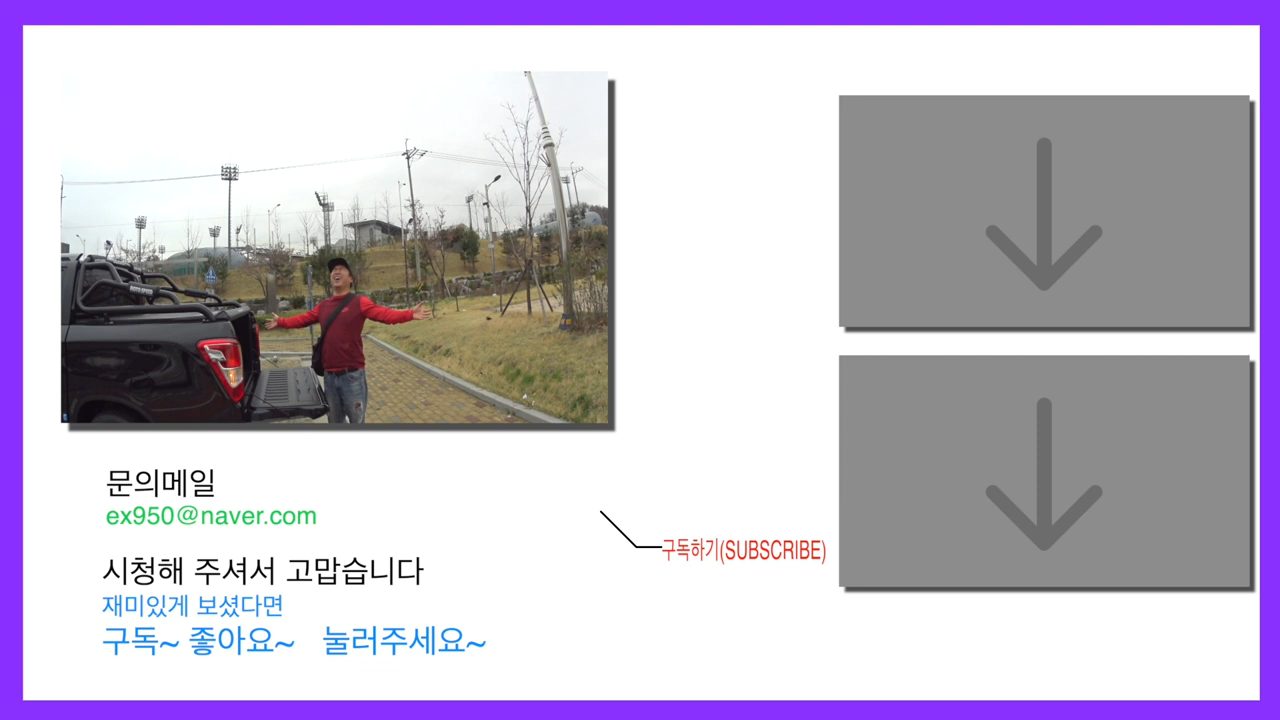 문의메일
ex950@naver.com
구독하기(SUBSCRIBE)
시청해 주셔서 고맙습니다
재미있게 보셨다면
구독~ 좋아요~ 눌러주세요~